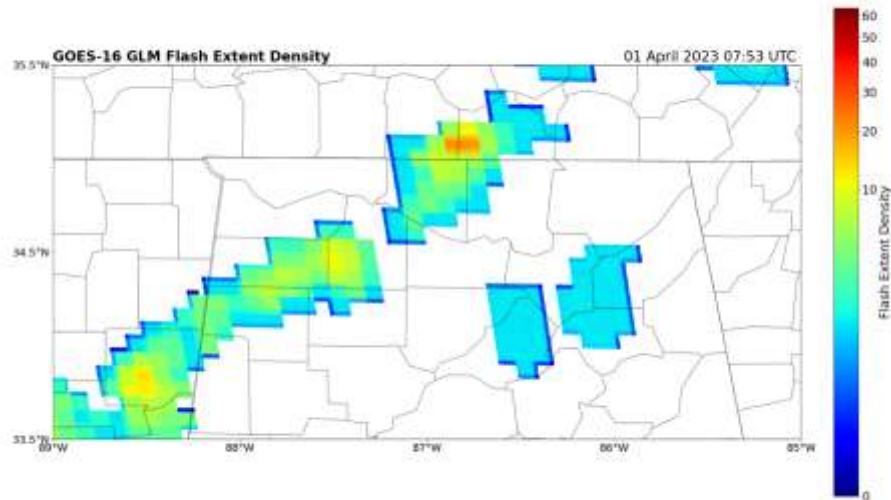 GOES-16 GLM Flash Extent Density
01 April 2023 07:53 UTC
35.5°N
34.5°N
33.5°N
89°W
88°W
87°W
86°W
85°W
60
50
40
30
20
10
0
Flash Extent Density